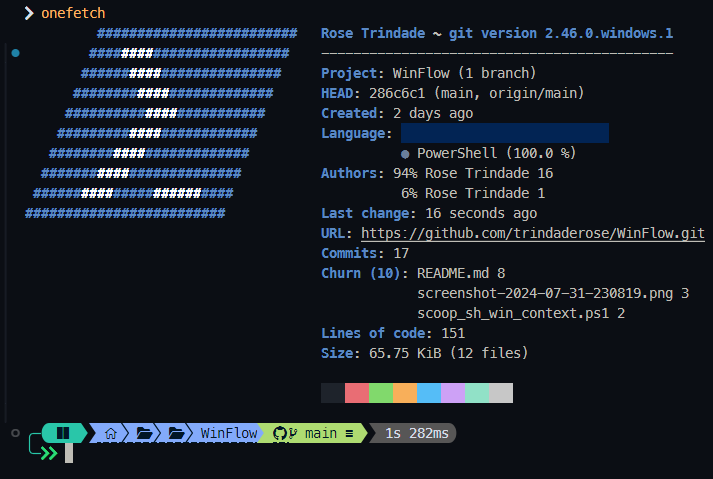 ❯ onefetch
#########################
#########################
#########################
#########################
#########################
#########################
#########################
#########################
#########################
#########################
Rose Trindade ~ git version 2.46.0.windows.1
--------------------------------------------
Project: WinFlow (1 branch)
HEAD: 286c6c1 (main, origin/main)
Created: 2 days ago
Language:
● PowerShell (100.0 %)
Authors: 94% Rose Trindade 16
6% Rose Trindade 1
Last change: 16 seconds ago
URL: https://github.com/trindaderose/WinFlow.git
Commits: 17
Churn (10): README.md 8
screenshot-2024-07-31-230819.png 3
scoop_sh_win_context.ps1 2
Lines of code: 151
Size: 65.75 KiB (12 files)
WinFlow main ≡ 1s 282ms